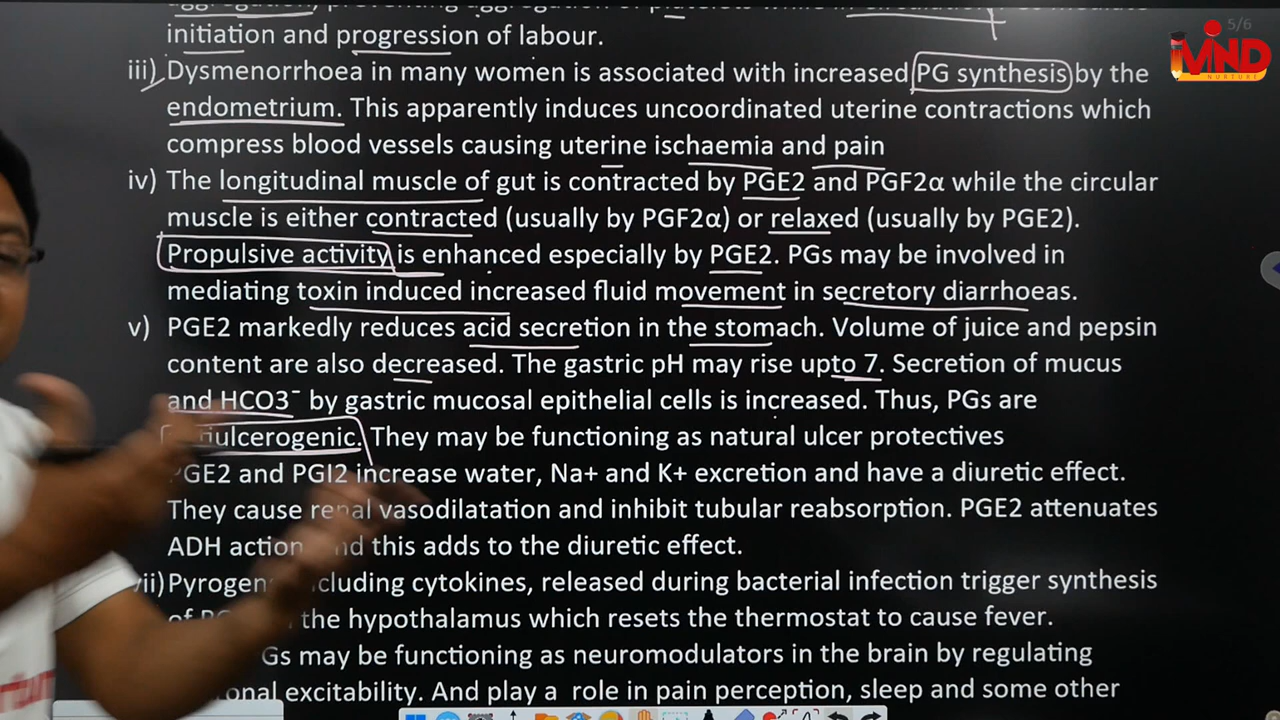 initiation and progression of labour.
5/6
MIND
NURTURE
iii) Dysmenorrhoea in many women is associated with increased PG synthesis by the
endometrium. This apparently induces uncoordinated uterine contractions which
compress blood vessels causing uterine ischaemia and pain
iv) The longitudinal muscle of gut is contracted by PGE2 and PGF2α while the circular
muscle is either contracted (usually by PGF2α) or relaxed (usually by PGE2).
Propulsive activity is enhanced especially by PGE2. PGs may be involved in
mediating toxin induced increased fluid movement in secretory diarrhoeas.
v) PGE2 markedly reduces acid secretion in the stomach. Volume of juice and pepsin
content are also decreased. The gastric pH may rise upto 7. Secretion of mucus
and HCO3⁻ by gastric mucosal epithelial cells is increased. Thus, PGs are
iulcerogenic. They may be functioning as natural ulcer protectives
PGE2 and PGI2 increase water, Na+ and K+ excretion and have a diuretic effect.
They cause renal vasodilatation and inhibit tubular reabsorption. PGE2 attenuates
ADH action and this adds to the diuretic effect.
vii) Pyrogens including cytokines, released during bacterial infection trigger synthesis
of the hypothalamus which resets the thermostat to cause fever.
Gs may be functioning as neuromodulators in the brain by regulating
onal excitability. And play a role in pain perception, sleep and some other